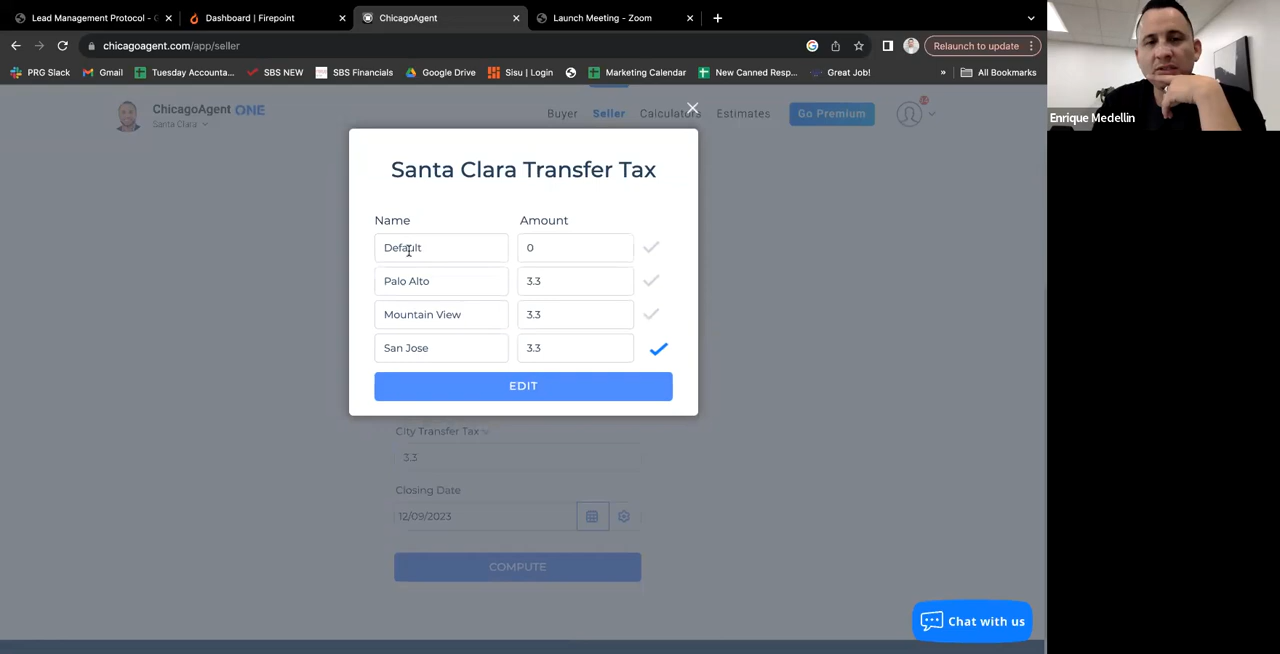 Lead Management Protocol - G
Dashboard | Firepoint
ChicagoAgent
Launch Meeting - Zoom
chicagoagent.com/app/seller
Relaunch to update
PRG Slack
Gmail
Tuesday Accounta...
SBS NEW
SBS Financials
Google Drive
Sisu | Login
Marketing Calendar
New Canned Resp...
Great Job!
»
All Bookmarks
Enrique Medellin
ChicagoAgent ONE
Santa Clara
Buyer
Seller
Calculators
Estimates
Go Premium
Santa Clara Transfer Tax
Name Amount
Default 0
Palo Alto 3.3
Mountain View 3.3
San Jose 3.3
EDIT
City Transfer Tax
3.3
Closing Date
12/09/2023
COMPUTE
Chat with us